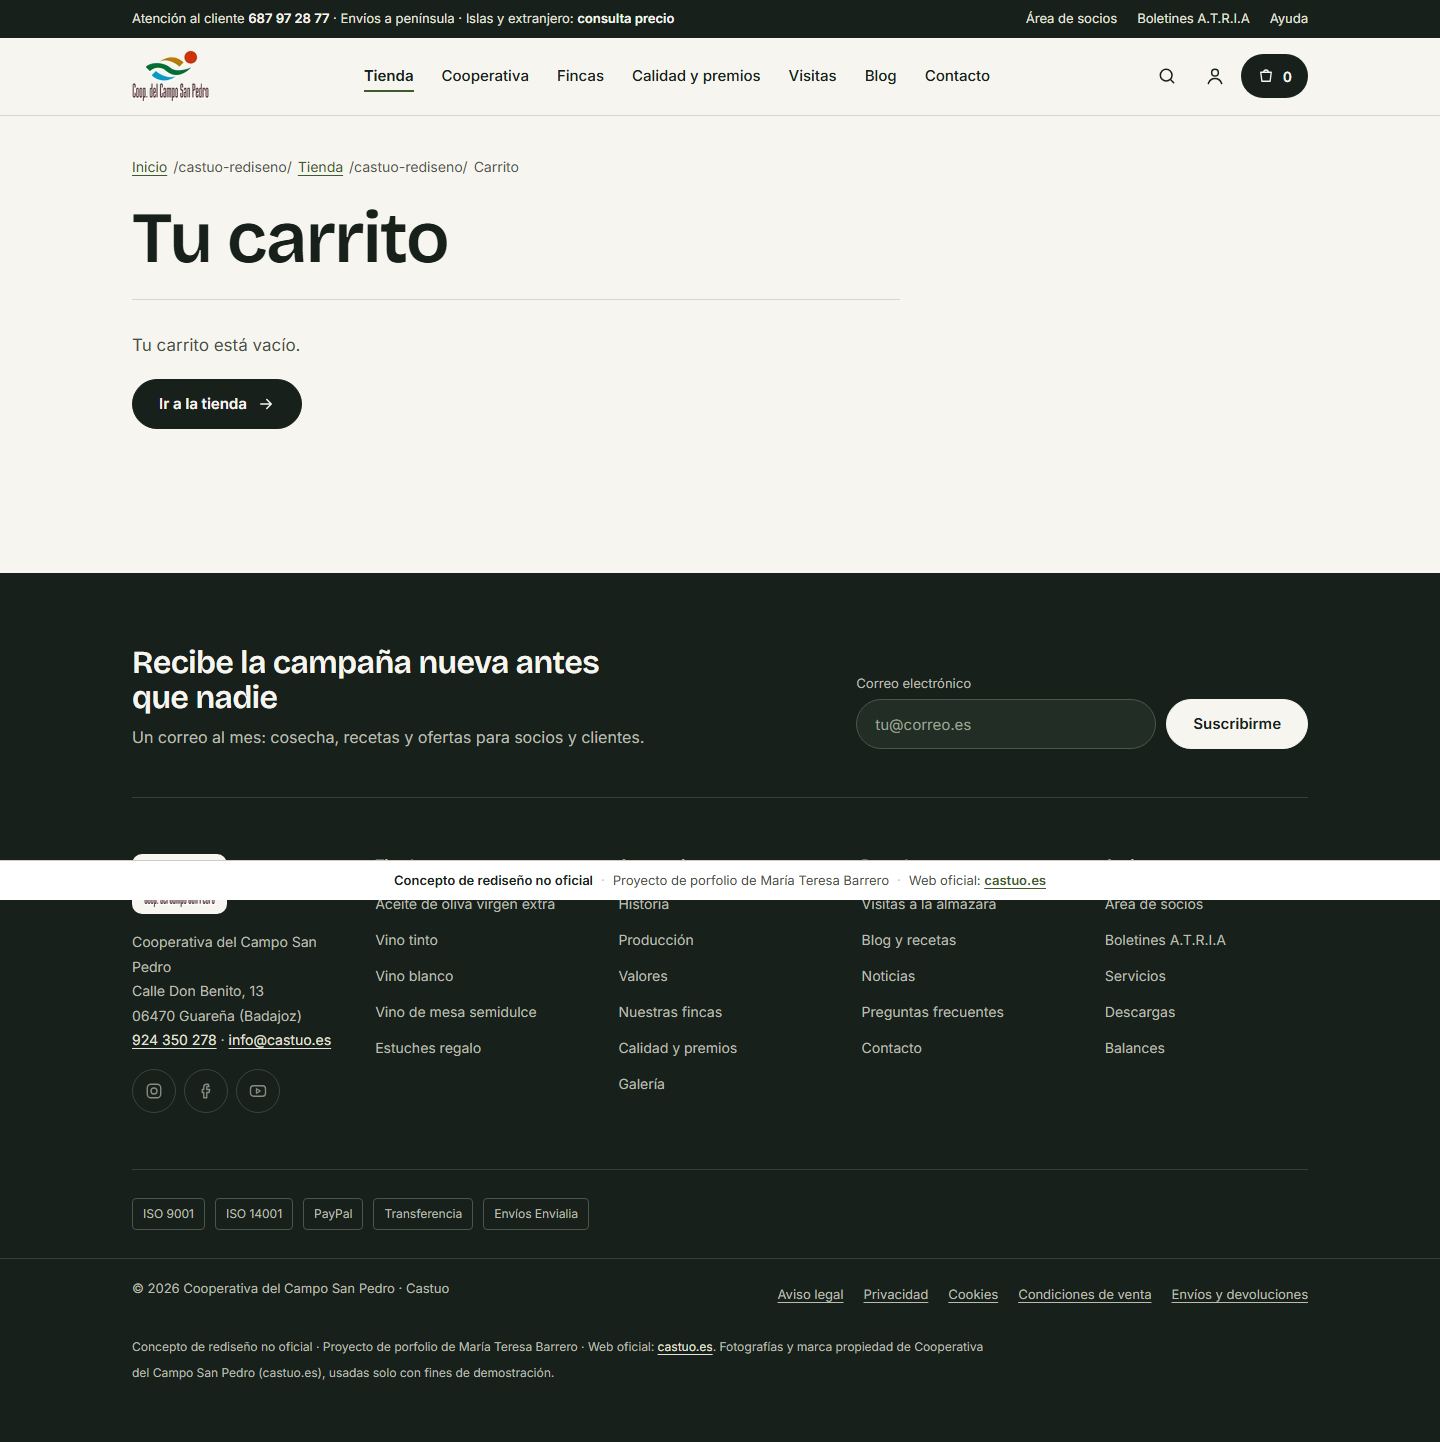 Atención al cliente 687 97 28 77 · Envíos a península · Islas y extranjero: consulta precio
Área de socios Boletines A.T.R.I.A Ayuda
Coop. del Campo San Pedro
Tienda Cooperativa Fincas Calidad y premios Visitas Blog Contacto
0
Inicio /castuo-rediseno/ Tienda /castuo-rediseno/ Carrito
Tu carrito
Tu carrito está vacío.
Ir a la tienda
Recibe la campaña nueva antes
que nadie
Un correo al mes: cosecha, recetas y ofertas para socios y clientes.
Correo electrónico
tu@correo.es
Suscribirme
Concepto de rediseño no oficial · Proyecto de porfolio de María Teresa Barrero · Web oficial: castuo.es
Cooperativa del Campo San
Pedro
Calle Don Benito, 13
06470 Guareña (Badajoz)
924 350 278 · info@castuo.es
Aceite de oliva virgen extra
Vino tinto
Vino blanco
Vino de mesa semidulce
Estuches regalo
Historia
Producción
Valores
Nuestras fincas
Calidad y premios
Galería
Visitas a la almazara
Blog y recetas
Noticias
Preguntas frecuentes
Contacto
Área de socios
Boletines A.T.R.I.A
Servicios
Descargas
Balances
ISO 9001 ISO 14001 PayPal Transferencia Envíos Envialia
© 2026 Cooperativa del Campo San Pedro · Castuo
Aviso legal Privacidad Cookies Condiciones de venta Envíos y devoluciones
Concepto de rediseño no oficial · Proyecto de porfolio de María Teresa Barrero · Web oficial: castuo.es. Fotografías y marca propiedad de Cooperativa
del Campo San Pedro (castuo.es), usadas solo con fines de demostración.